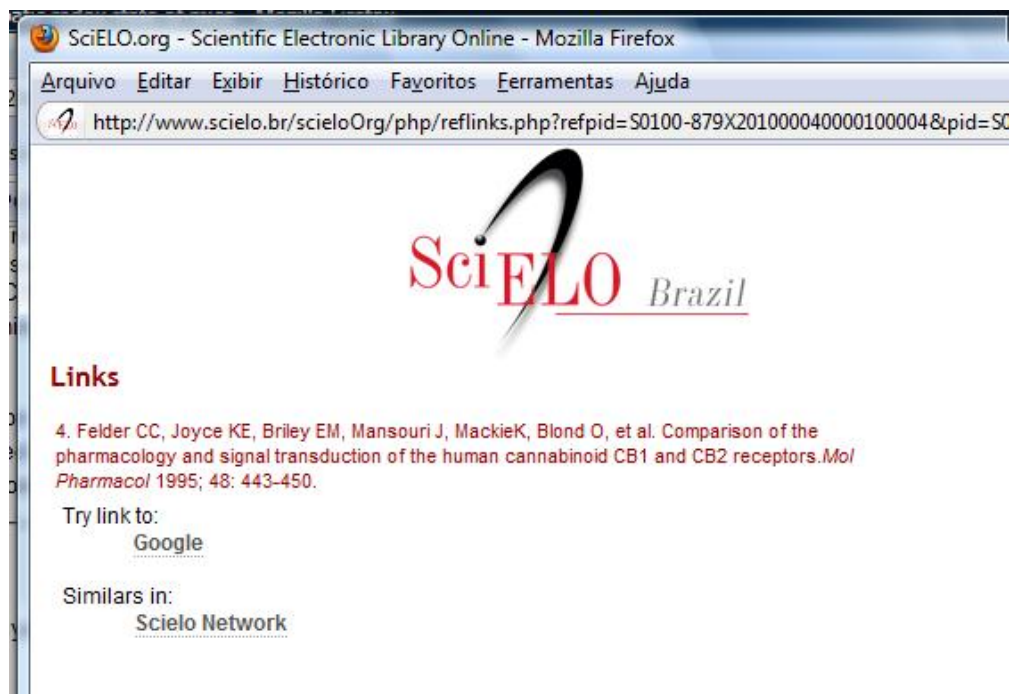 SciELO.org - Scientific Electronic Library Online - Mozilla Firefox
Arquivo Editar Exibir Histórico Favoritos Ferramentas Ajuda
http://www.scielo.br/scieloOrg/php/reflinks.php?refpid=S0100-879X201000040000100004&pid=S0
SciELO Brazil
Links
4. Felder CC, Joyce KE, Briley EM, Mansouri J, MackieK, Blond O, et al. Comparison of the
pharmacology and signal transduction of the human cannabinoid CB1 and CB2 receptors.Mol
Pharmacol 1995; 48: 443-450.
Try link to:
Google
Similars in:
Scielo Network